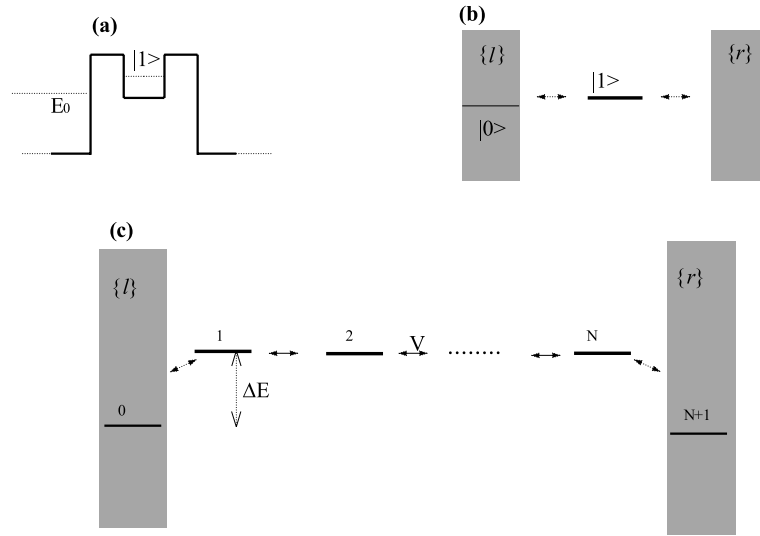 (a)
|1>
E0
(b)
{l}
{r}
|1>
|0>
(c)
{l}
{r}
1
2
V
........
N
ΔE
0
N+1